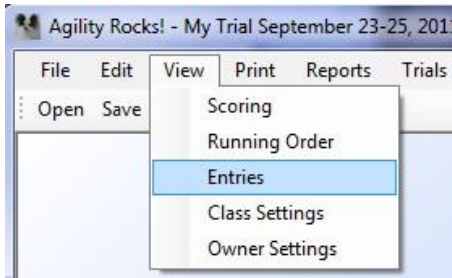 Agility Rocks! - My Trial September 23-25, 201
File Edit View Print Reports Trials
Open Save
Scoring
Running Order
Entries
Class Settings
Owner Settings